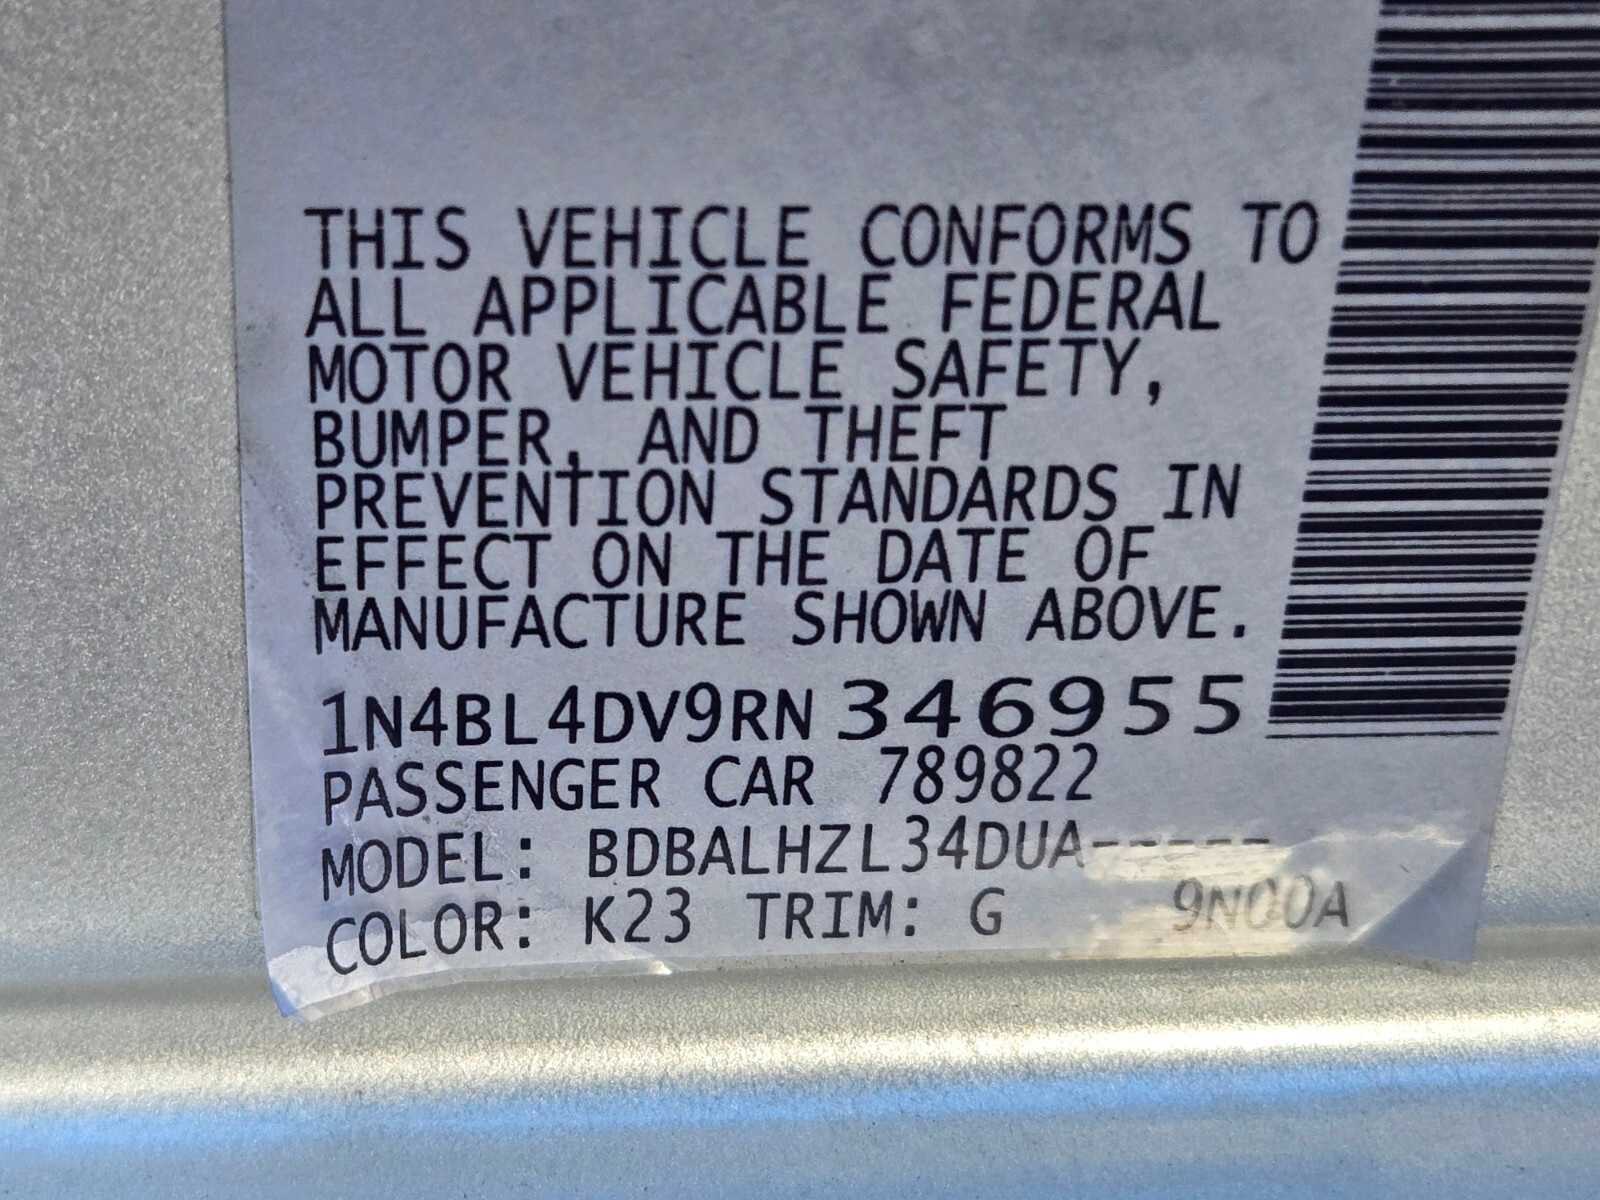 THIS VEHICLE CONFORMS TO
ALL APPLICABLE FEDERAL
MOTOR VEHICLE SAFETY,
BUMPER, AND THEFT
PREVENTION STANDARDS IN
EFFECT ON THE DATE OF
MANUFACTURE SHOWN ABOVE.
1N4BL4DV9RN346955
PASSENGER CAR 789822
MODEL: BDBALHZL34DUA-----
COLOR: K23 TRIM: G 9N00A